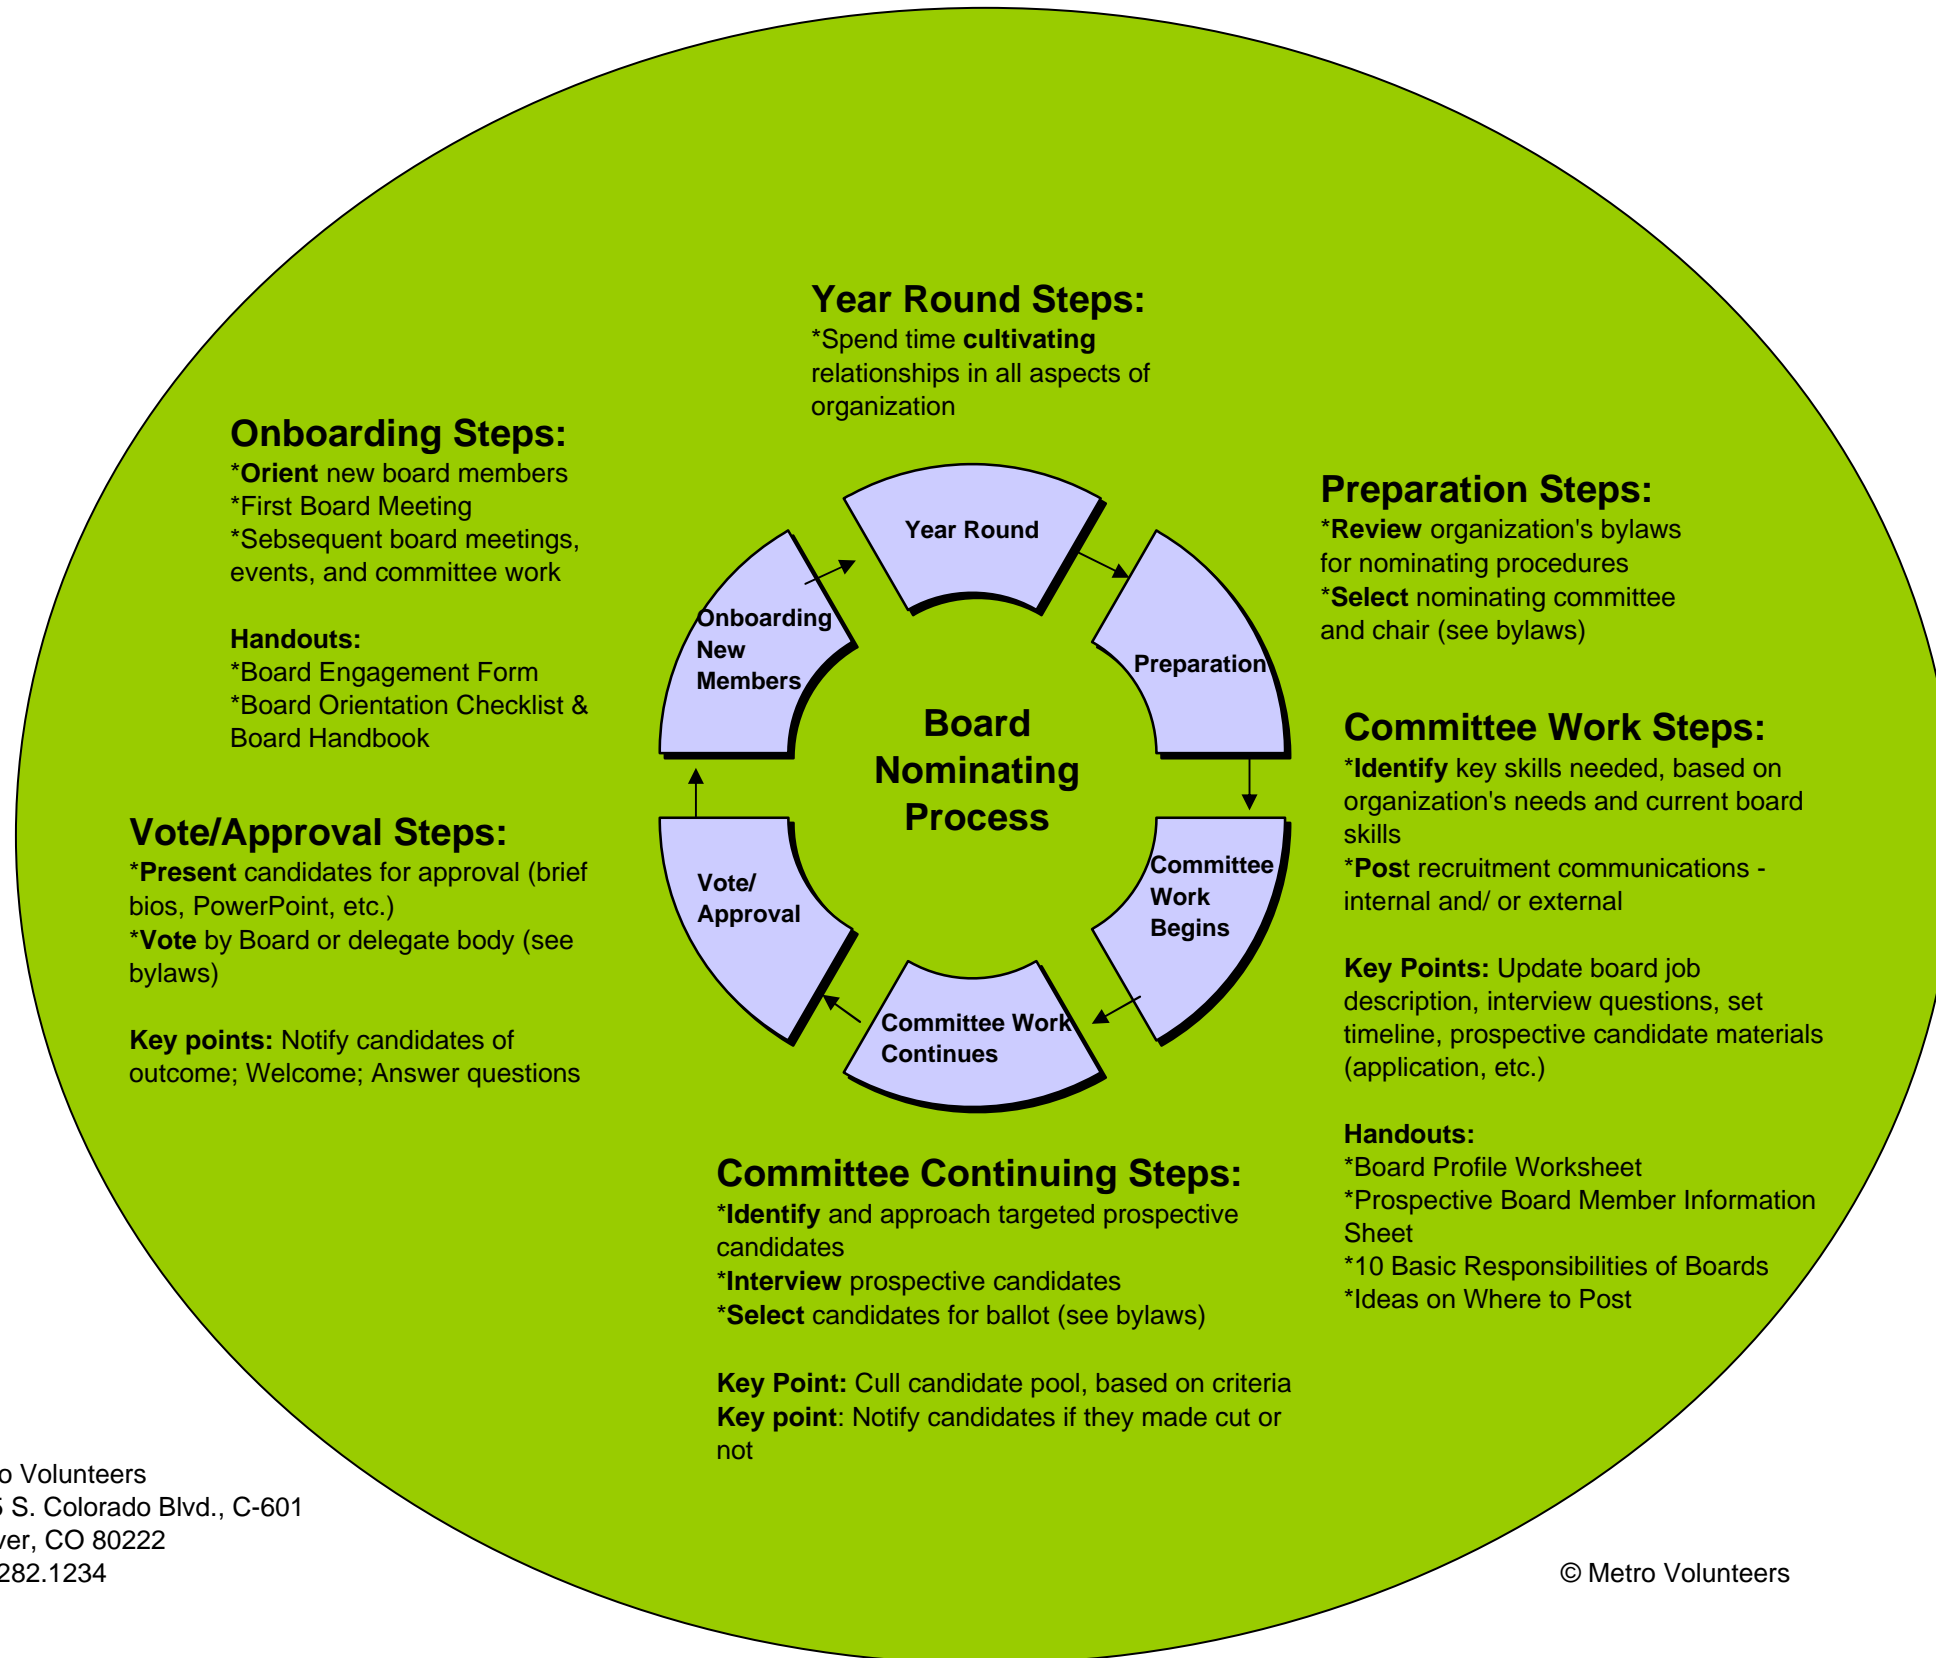 Year Round Steps:
*Spend time cultivating
relationships in all aspects of
organization
Onboarding Steps:
*Orient new board members
*First Board Meeting
*Sebsequent board meetings,
events, and committee work
Handouts:
*Board Engagement Form
*Board Orientation Checklist &
Board Handbook
Preparation Steps:
*Review organization's bylaws
for nominating procedures
*Select nominating committee
and chair (see bylaws)
Year Round
Onboarding
New
Members
Preparation
Board
Nominating
Process
Vote/
Approval
Committee
Work
Begins
Committee Work
Continues
Committee Work Steps:
*Identify key skills needed, based on
organization's needs and current board
skills
*Post recruitment communications -
internal and/ or external
Key Points: Update board job
description, interview questions, set
timeline, prospective candidate materials
(application, etc.)
Handouts:
*Board Profile Worksheet
*Prospective Board Member Information
Sheet
*10 Basic Responsibilities of Boards
*Ideas on Where to Post
Vote/Approval Steps:
*Present candidates for approval (brief
bios, PowerPoint, etc.)
*Vote by Board or delegate body (see
bylaws)
Key points: Notify candidates of
outcome; Welcome; Answer questions
Committee Continuing Steps:
*Identify and approach targeted prospective
candidates
*Interview prospective candidates
*Select candidates for ballot (see bylaws)
Key Point: Cull candidate pool, based on criteria
Key point: Notify candidates if they made cut or
not
o Volunteers
S. Colorado Blvd., C-601
ver, CO 80222
282.1234
© Metro Volunteers